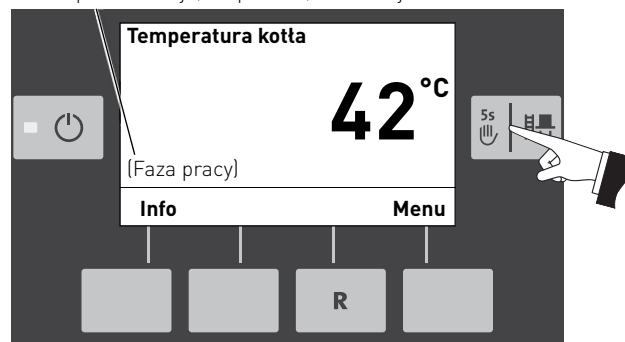 Temperatura kotła
42°C
5s
(Faza pracy)
Info Menu
R